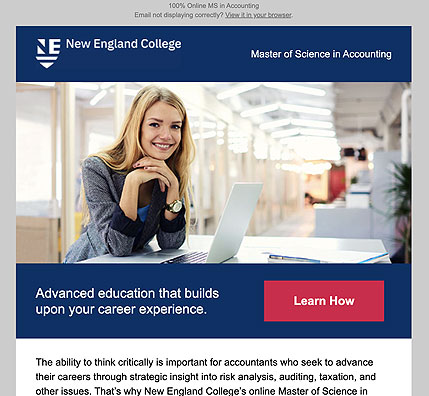 100% Online MS in Accounting
Email not displaying correctly? View it in your browser.
NE New England College
Master of Science in Accounting
Advanced education that builds
upon your career experience.
Learn How
The ability to think critically is important for accountants who seek to advance
their careers through strategic insight into risk analysis, auditing, taxation, and
other issues. That's why New England College's online Master of Science in